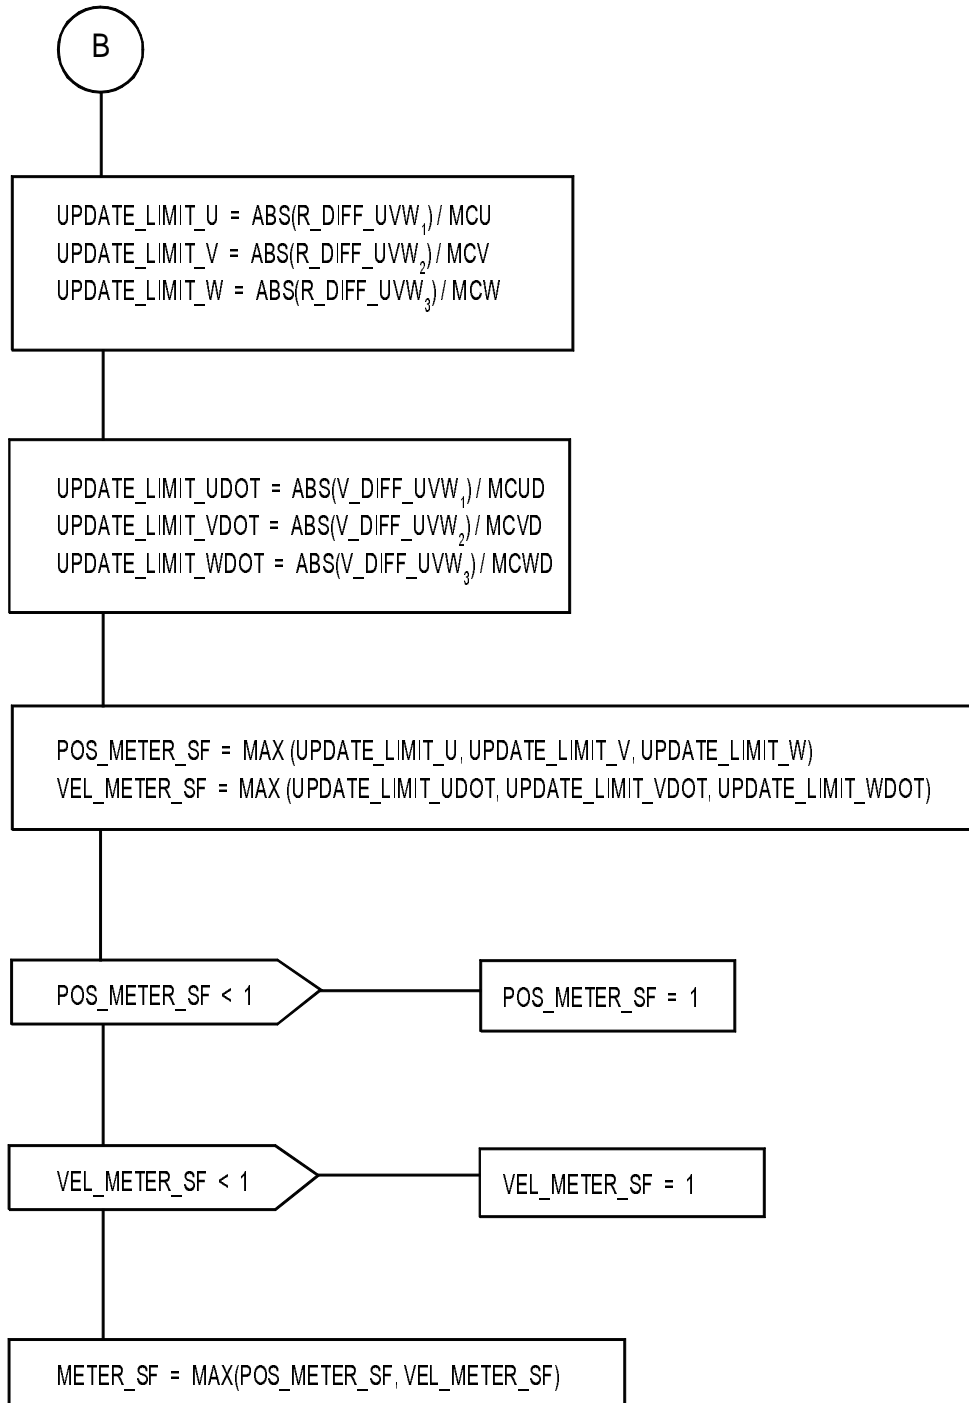 B
UPDATE_LIMIT_U = ABS(R_DIFF_UVW₁) / MCU
UPDATE_LIMIT_V = ABS(R_DIFF_UVW₂) / MCV
UPDATE_LIMIT_W = ABS(R_DIFF_UVW₃) / MCW
UPDATE_LIMIT_UDOT = ABS(V_DIFF_UVW₁) / MCUD
UPDATE_LIMIT_VDOT = ABS(V_DIFF_UVW₂) / MCVD
UPDATE_LIMIT_WDOT = ABS(V_DIFF_UVW₃) / MCWD
POS_METER_SF = MAX (UPDATE_LIMIT_U, UPDATE_LIMIT_V, UPDATE_LIMIT_W)
VEL_METER_SF = MAX (UPDATE_LIMIT_UDOT, UPDATE_LIMIT_VDOT, UPDATE_LIMIT_WDOT)
POS_METER_SF < 1
POS_METER_SF = 1
VEL_METER_SF < 1
VEL_METER_SF = 1
METER_SF = MAX(POS_METER_SF, VEL_METER_SF)